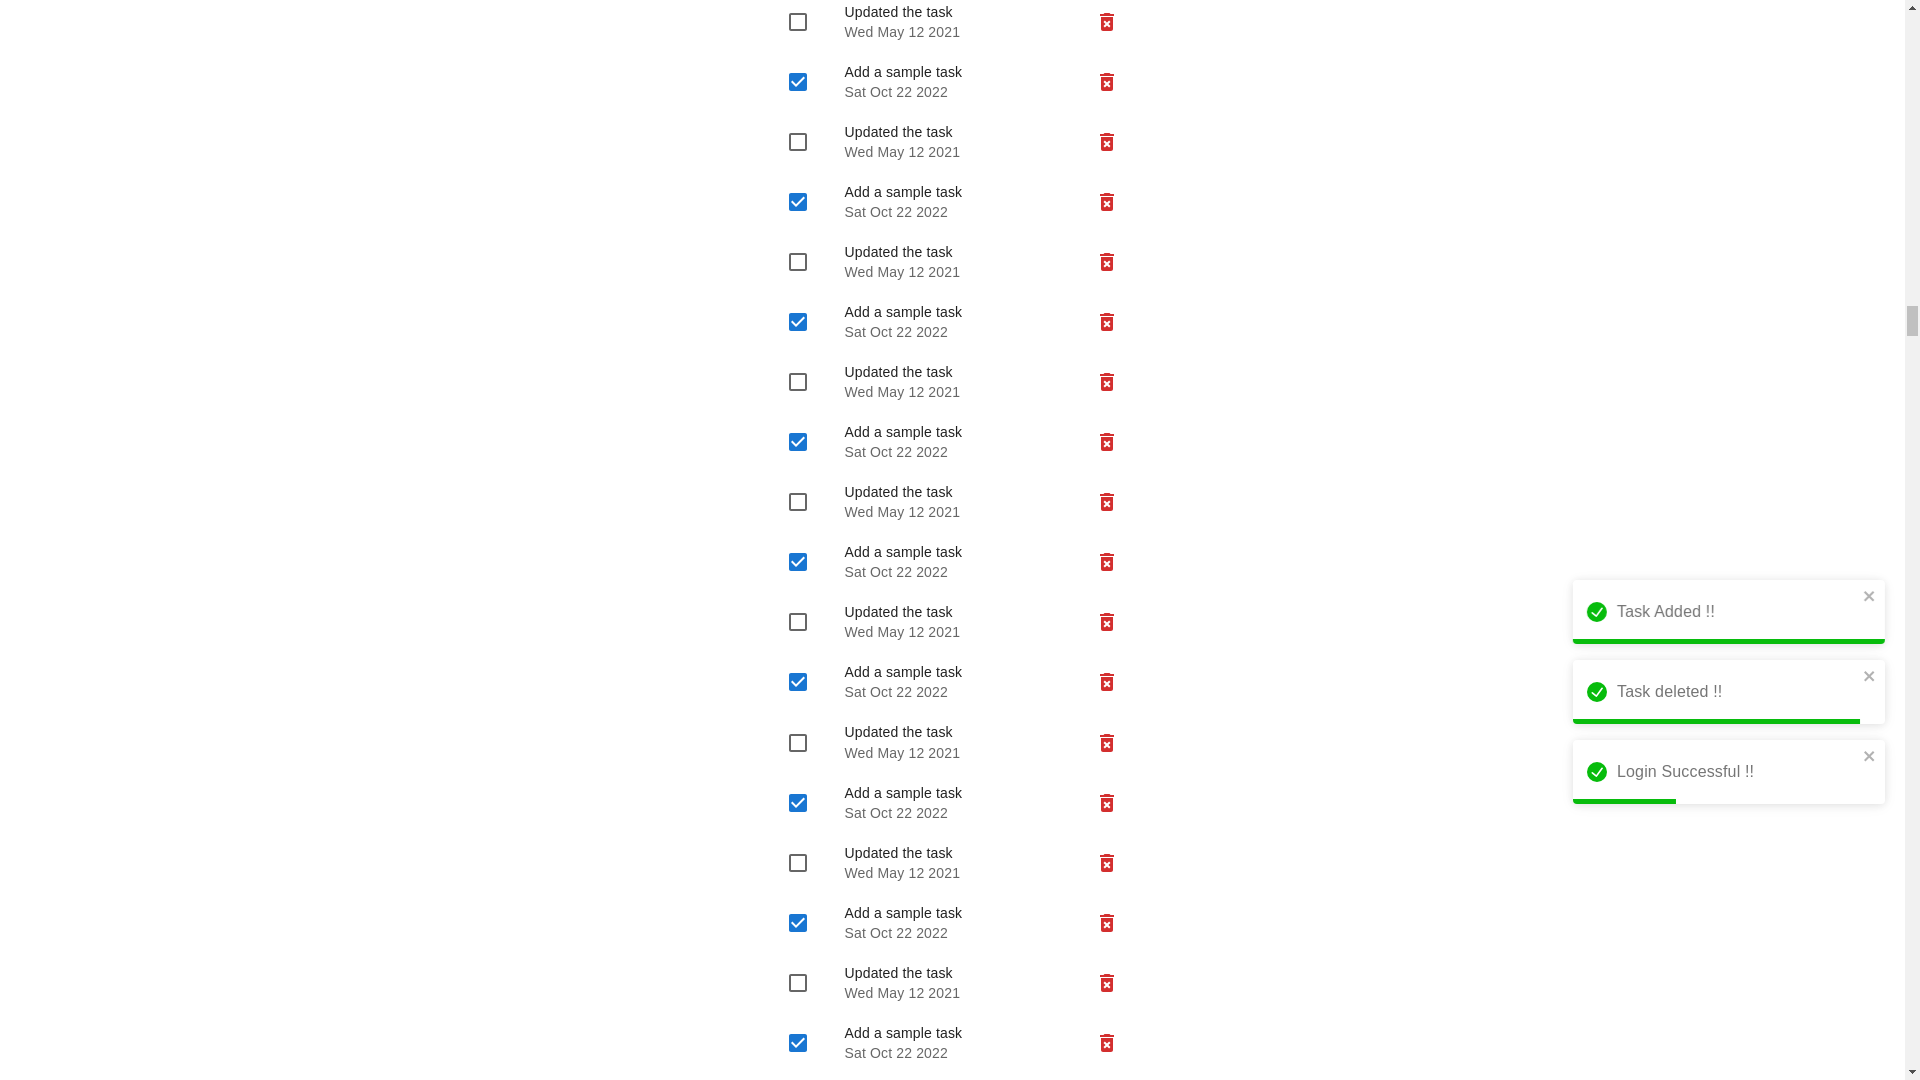 Updated the task
Wed May 12 2021
Add a sample task
Sat Oct 22 2022
Updated the task
Wed May 12 2021
Add a sample task
Sat Oct 22 2022
Updated the task
Wed May 12 2021
Add a sample task
Sat Oct 22 2022
Updated the task
Wed May 12 2021
Add a sample task
Sat Oct 22 2022
Updated the task
Wed May 12 2021
Add a sample task
Sat Oct 22 2022
Updated the task
Wed May 12 2021
Add a sample task
Sat Oct 22 2022
Updated the task
Wed May 12 2021
Add a sample task
Sat Oct 22 2022
Updated the task
Wed May 12 2021
Add a sample task
Sat Oct 22 2022
Updated the task
Wed May 12 2021
Add a sample task
Sat Oct 22 2022
Task Added !!
Task deleted !!
Login Successful !!